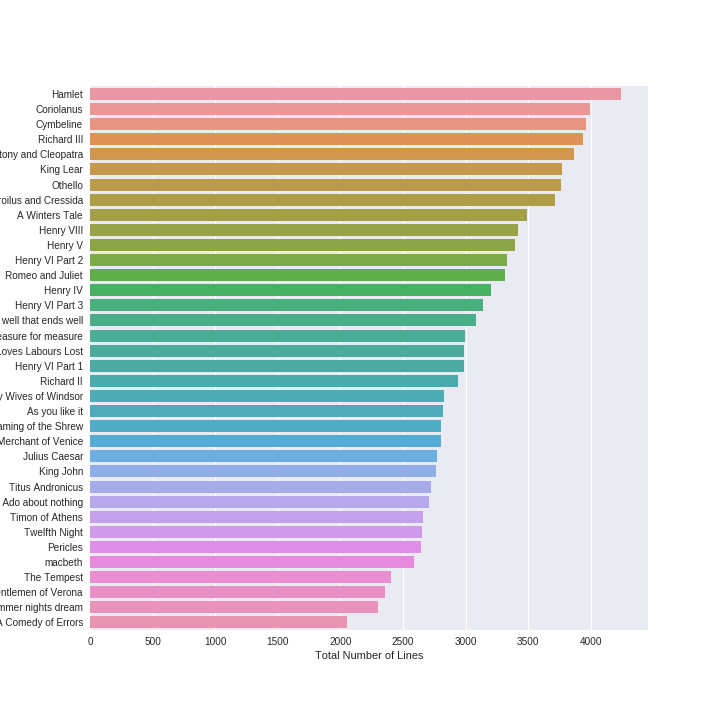 Hamlet
Coriolanus
Cymbeline
Richard III
tony and Cleopatra
King Lear
Othello
roilus and Cressida
A Winters Tale
Henry VIII
Henry V
Henry VI Part 2
Romeo and Juliet
Henry IV
Henry VI Part 3
well that ends well
easure for measure
Loves Labours Lost
Henry VI Part 1
Richard II
y Wives of Windsor
As you like it
aming of the Shrew
Merchant of Venice
Julius Caesar
King John
Titus Andronicus
Ado about nothing
Timon of Athens
Twelfth Night
Pericles
macbeth
The Tempest
entlemen of Verona
mmer nights dream
A Comedy of Errors
0 500 1000 1500 2000 2500 3000 3500 4000
Total Number of Lines